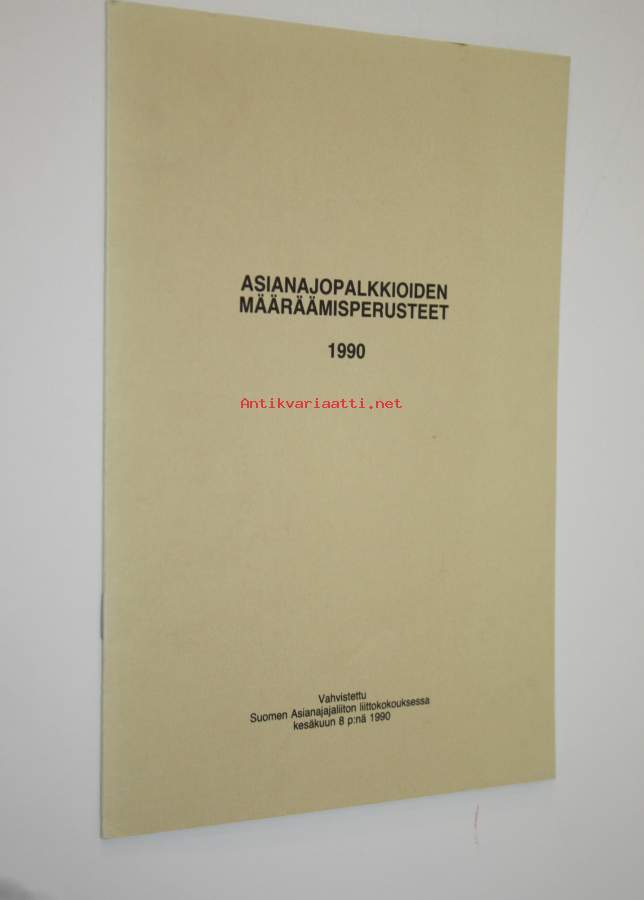 ASIANAJOPALKKIOIDEN
MÄÄRÄÄMISPERUSTEET
1990
Antikvariaatti.net
Vahvistettu
Suomen Asianajajaliiton liittokokouksessa
kesäkuun 8 p:nä 1990